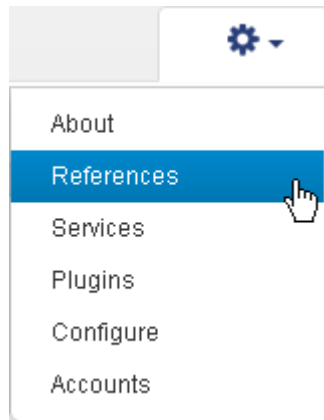 About
References
Services
Plugins
Configure
Accounts